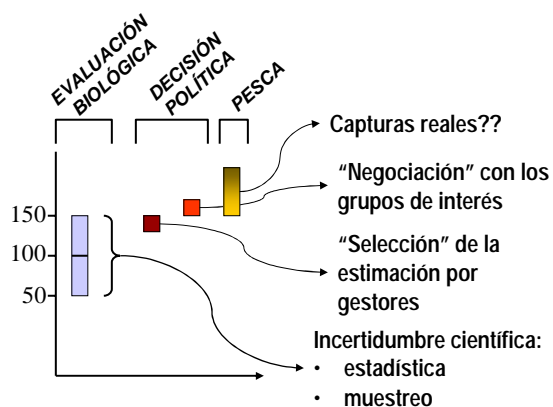 EVALUACIÓN
BIOLÓGICA
DECISIÓN
POLÍTICA
PESCA
Capturas reales??
“Negociación” con los
grupos de interés
“Selección” de la
estimación por
gestores
150
100
50
Incertidumbre científica:
• estadística
• muestreo